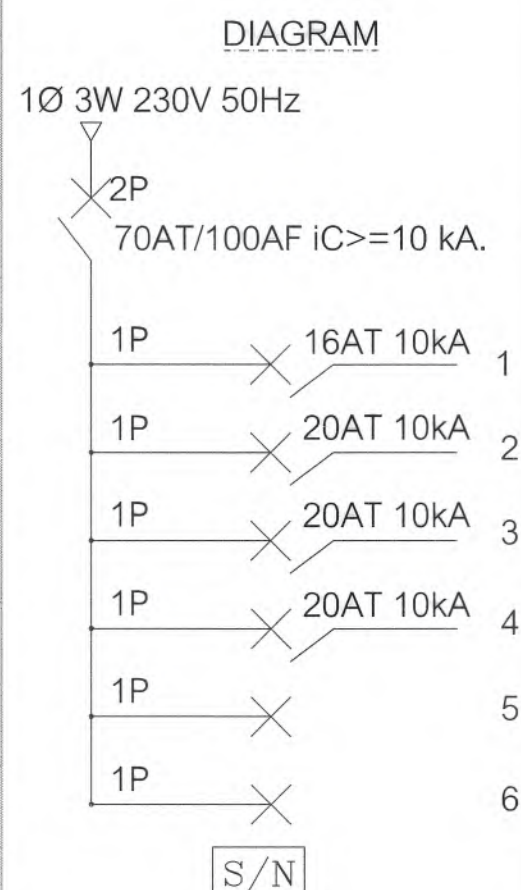 DIAGRAM
1Ø 3W 230V 50Hz
2P
70AT/100AF iC>=10 kA.
1P 16AT 10kA 1
1P 20AT 10kA 2
1P 20AT 10kA 3
1P 20AT 10kA 4
1P 5
1P 6
S/N